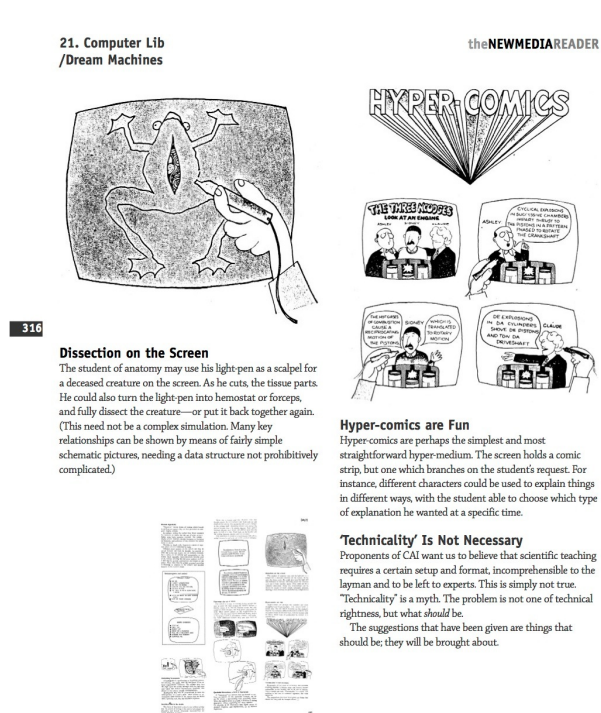 21. Computer Lib
/Dream Machines
theNEWMEDIAREADER
316
Dissection on the Screen
The student of anatomy may use his light-pen as a scalpel for
a deceased creature on the screen. As he cuts, the tissue parts.
He could also turn the light-pen into hemostat or forceps,
and fully dissect the creature—or put it back together again.
(This need not be a complex simulation. Many key
relationships can be shown by means of fairly simple
schematic pictures, needing a data structure not prohibitively
complicated.)
HYPER-COMICS
THE THREE NUDGES
LOOK AT AN ENGINE
ASHLEY
SIDNEY
CLAUDE
ASHLEY
CYCLICAL EXPLOSIONS
IN SUCCESSIVE CHAMBERS
IMPART THRUST TO
THE PISTONS IN A PATTERN
PHASED TO ROTATE
THE CRANKSHAFT
THE HOT GASES
OF COMBUSTION
CAUSE A
RECIPROCATING
MOTION OF
THE PISTONS
SIDNEY
WHICH IS
TRANSLATED
TO ROTARY
MOTION
DE EXPLOSIONS
IN DA CYLINDERS
SHOVE DE PISTONS
AND TOIN DA
DRIVESHAFT
CLAUDE
Hyper-comics are Fun
Hyper-comics are perhaps the simplest and most
straightforward hyper-medium. The screen holds a comic
strip, but one which branches on the student's request. For
instance, different characters could be used to explain things
in different ways, with the student able to choose which type
of explanation he wanted at a specific time.
'Technicality' Is Not Necessary
Proponents of CAI want us to believe that scientific teaching
requires a certain setup and format, incomprehensible to the
layman and to be left to experts. This is simply not true.
"Technicality" is a myth. The problem is not one of technical
rightness, but what should be.
The suggestions that have been given are things that
should be; they will be brought about.